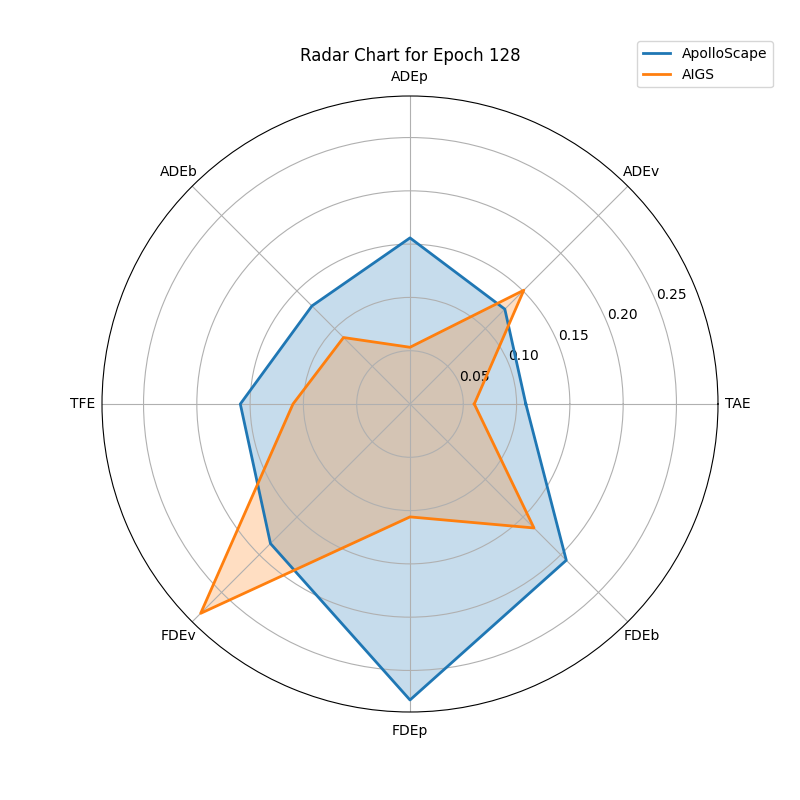 Radar Chart for Epoch 128
ApolloScape
AIGS
ADEp
ADEb
ADEv
0.25
0.20
0.15
0.10
0.05
TFE
TAE
FDEv
FDEb
FDEp